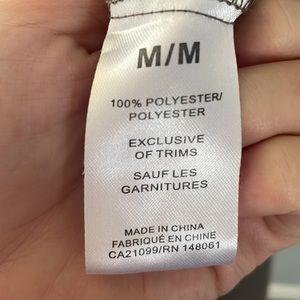 M/M
100% POLYESTER/
POLYESTER
EXCLUSIVE
OF TRIMS
SAUF LES
GARNITURES
MADE IN CHINA
FABRIQUÉ EN CHINE
CA21099/RN 148061